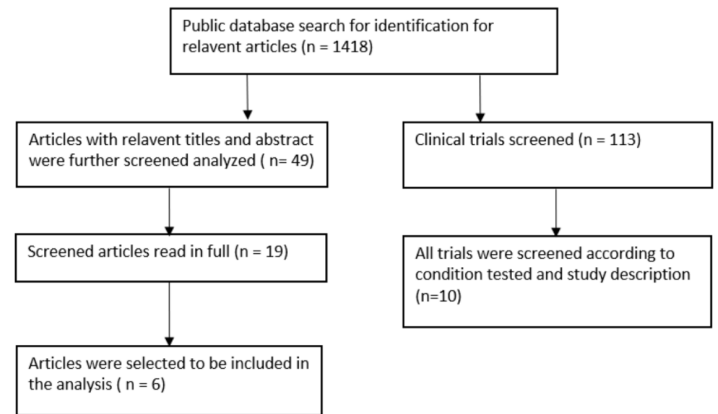 Public database search for identification for
relavent articles (n = 1418)
Articles with relavent titles and abstract
were further screened analyzed ( n= 49)
Clinical trials screened (n = 113)
Screened articles read in full (n = 19)
All trials were screened according to
condition tested and study description
(n=10)
Articles were selected to be included in
the analysis ( n = 6)